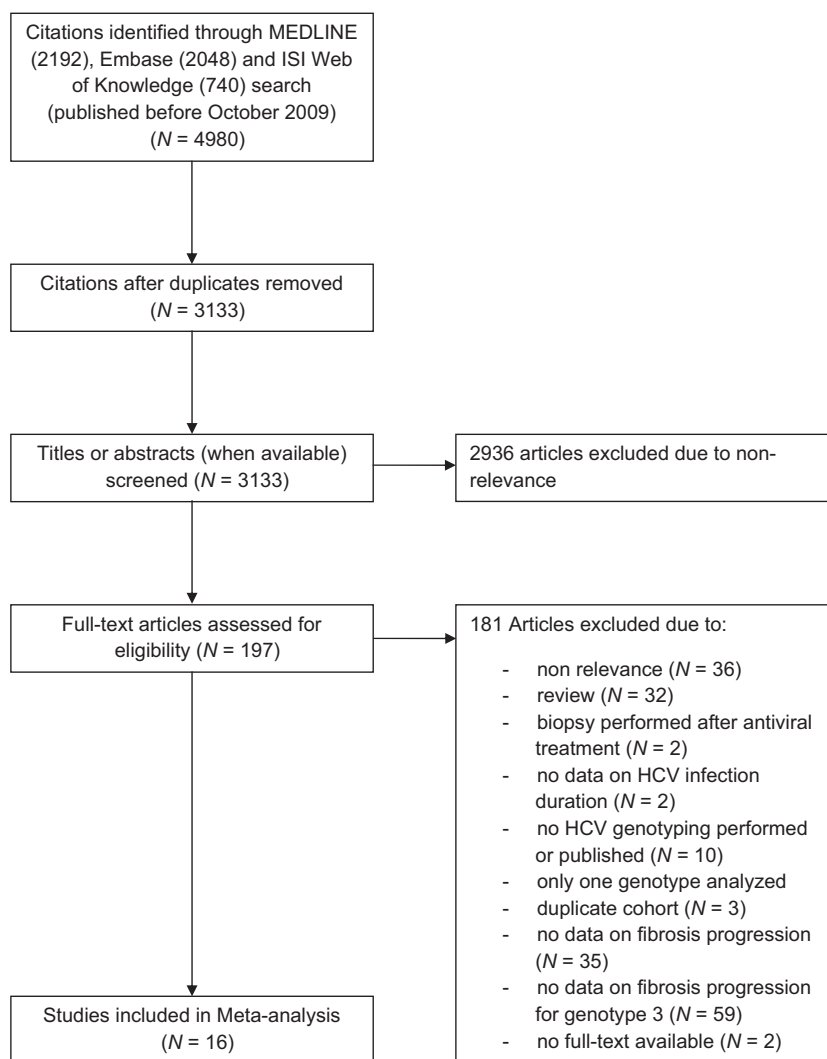 Citations identified through MEDLINE
(2192), Embase (2048) and ISI Web
of Knowledge (740) search
(published before October 2009)
(N = 4980)
Citations after duplicates removed
(N = 3133)
Titles or abstracts (when available)
screened (N = 3133)
2936 articles excluded due to non-
relevance
Full-text articles assessed for
eligibility (N = 197)
181 Articles excluded due to:
- non relevance (N = 36)
- review (N = 32)
- biopsy performed after antiviral
treatment (N = 2)
- no data on HCV infection
duration (N = 2)
- no HCV genotyping performed
or published (N = 10)
- only one genotype analyzed
- duplicate cohort (N = 3)
- no data on fibrosis progression
(N = 35)
- no data on fibrosis progression
for genotype 3 (N = 59)
- no full-text available (N = 2)
Studies included in Meta-analysis
(N = 16)